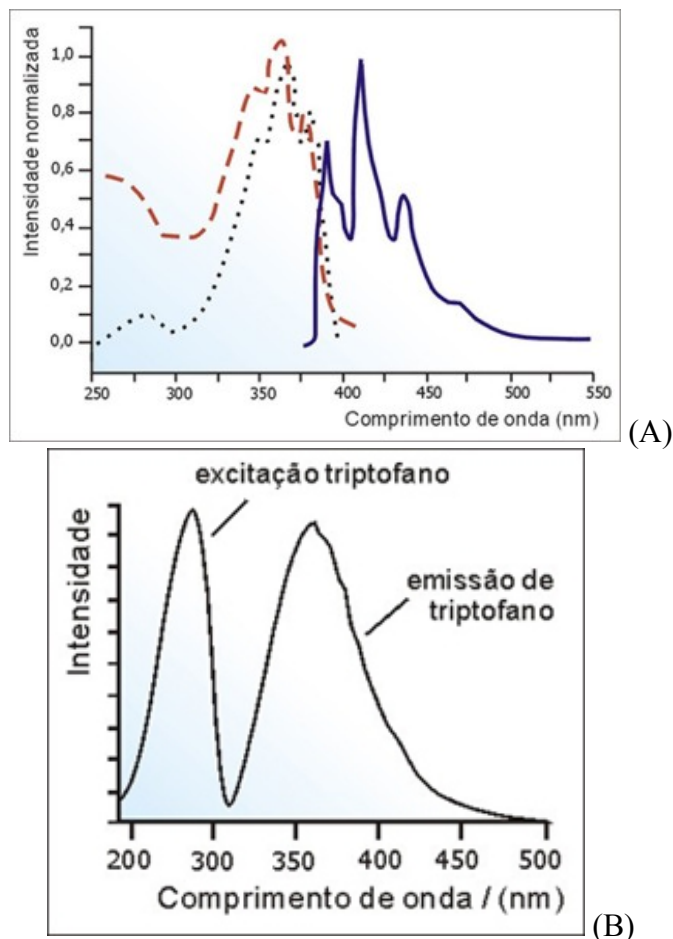 Intensidade normalizada
1,0
0,8
0,6
0,4
0,2
0,0
250 300 350 400 450 500 550
Comprimento de onda (nm)
(A)
excitação triptofano
Intensidade
emissão de
triptofano
200 300 350 400 450 500
Comprimento de onda / (nm)
(B)